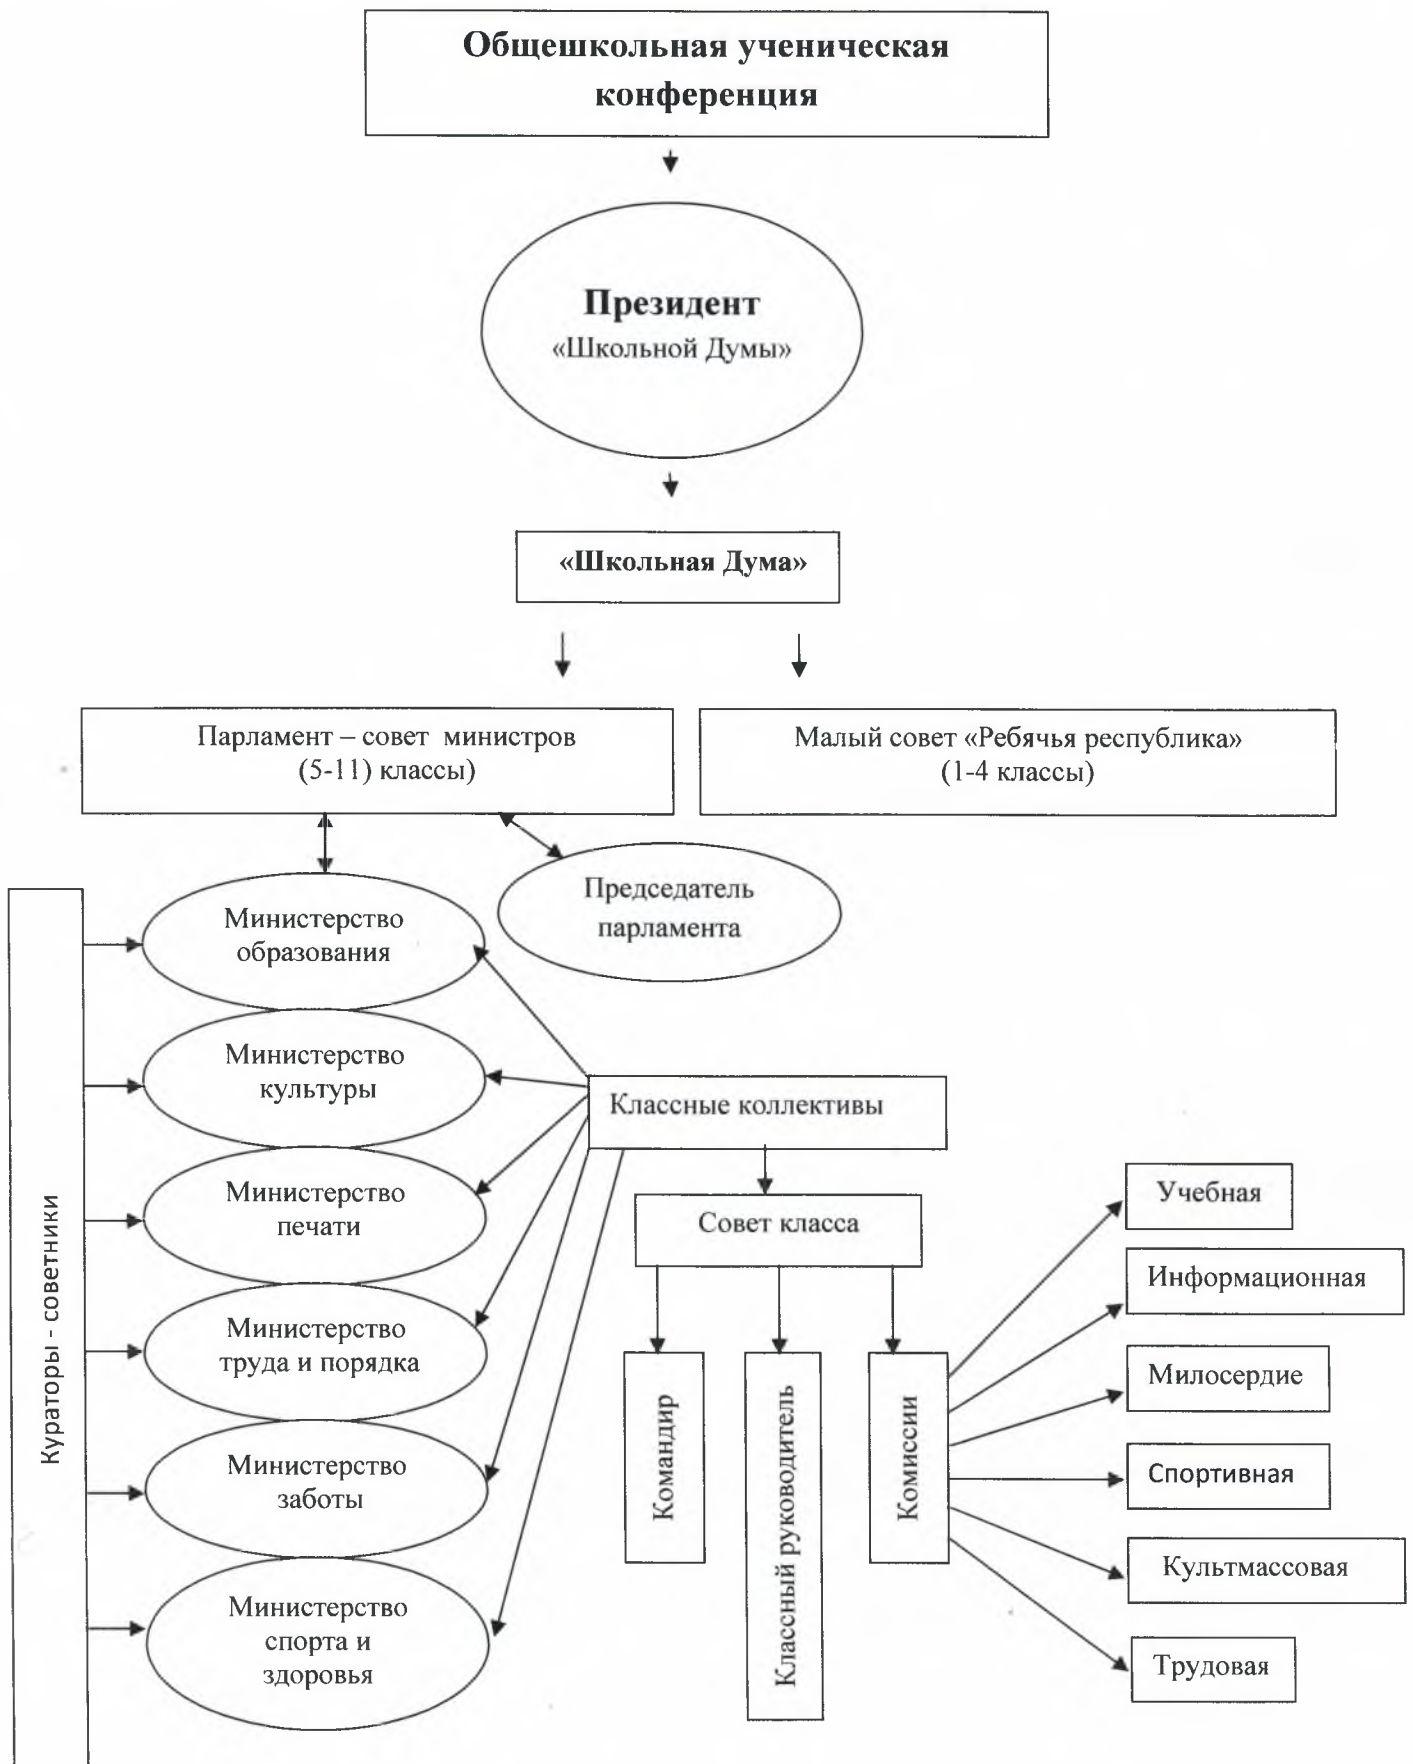 Общешкольная ученическая
конференция
Президент
«Школьной Думы»
«Школьная Дума»
Парламент – совет министров
(5-11) классы)
Малый совет «Ребячья республика»
(1-4 классы)
Председатель
парламента
Кураторы - советники
Министерство
образования
Министерство
культуры
Министерство
печати
Министерство
труда и порядка
Министерство
заботы
Министерство
спорта и
здоровья
Классные коллективы
Совет класса
Командир
Классный руководитель
Комиссии
Учебная
Информационная
Милосердие
Спортивная
Культмассовая
Трудовая